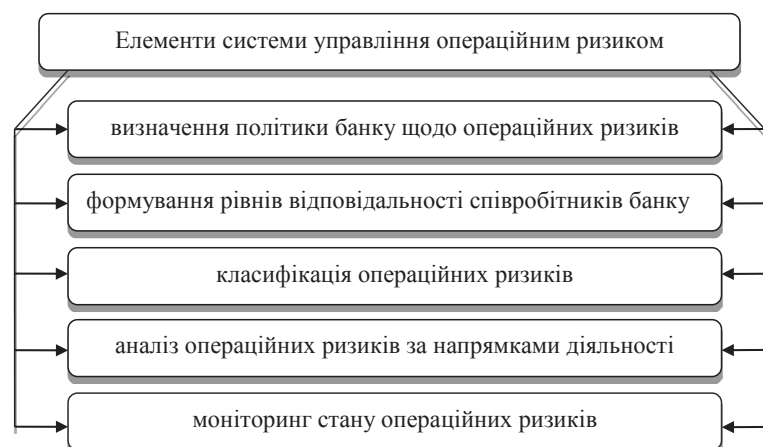 Елементи системи управління операційним ризиком
визначення політики банку щодо операційних ризиків
формування рівнів відповідальності співробітників банку
класифікація операційних ризиків
аналіз операційних ризиків за напрямками діяльності
моніторинг стану операційних ризиків